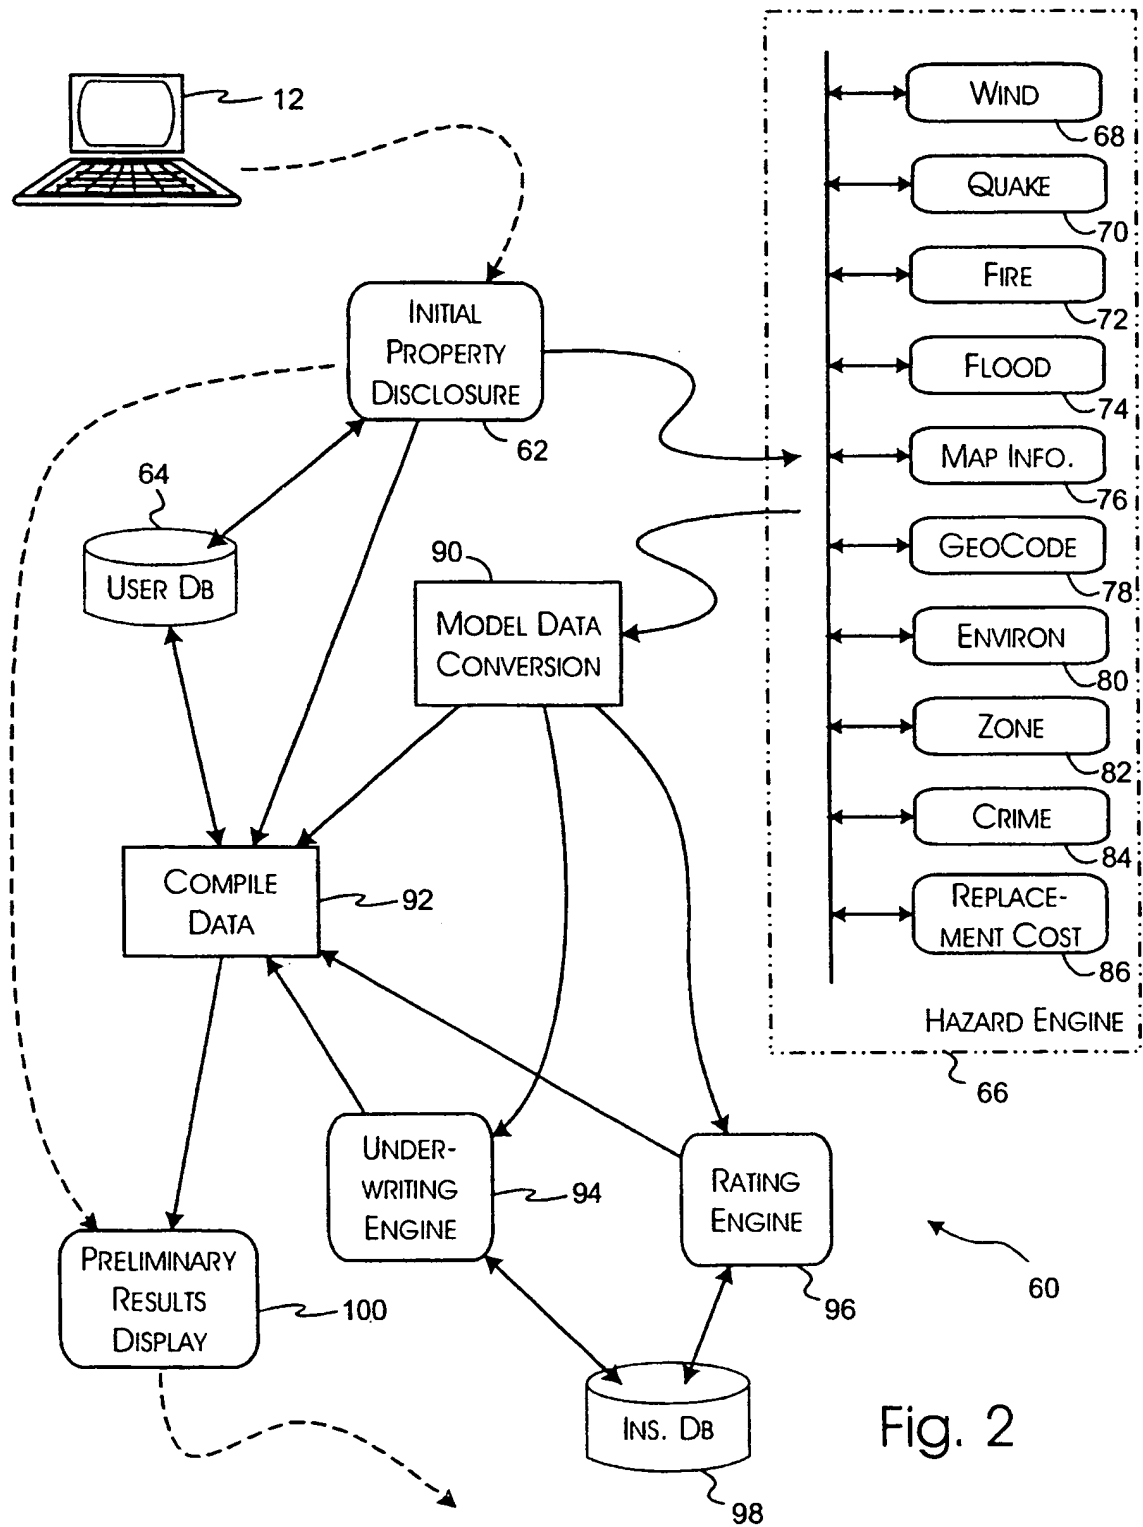 12
WIND
68
QUAKE
70
INITIAL
PROPERTY
DISCLOSURE
62
FIRE
72
FLOOD
74
64
USER DB
MAP INFO.
76
GEOCODE
78
90
MODEL DATA
CONVERSION
ENVIRON
80
ZONE
82
CRIME
84
COMPILE
DATA
92
REPLACE-
MENT COST
86
HAZARD ENGINE
66
UNDER-
WRITING
ENGINE
94
RATING
ENGINE
96
60
PRELIMINARY
RESULTS
DISPLAY
100
INS. DB
98
Fig. 2